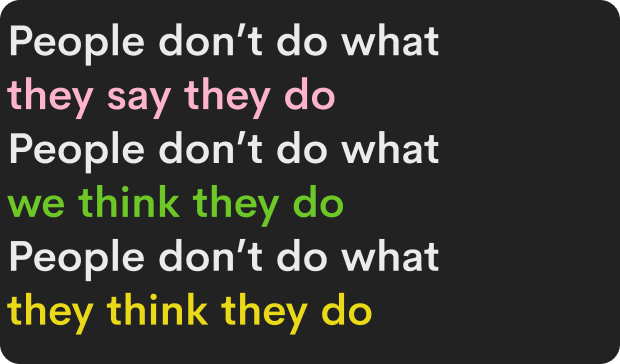 People don’t do what
they say they do
People don’t do what
we think they do
People don’t do what
they think they do